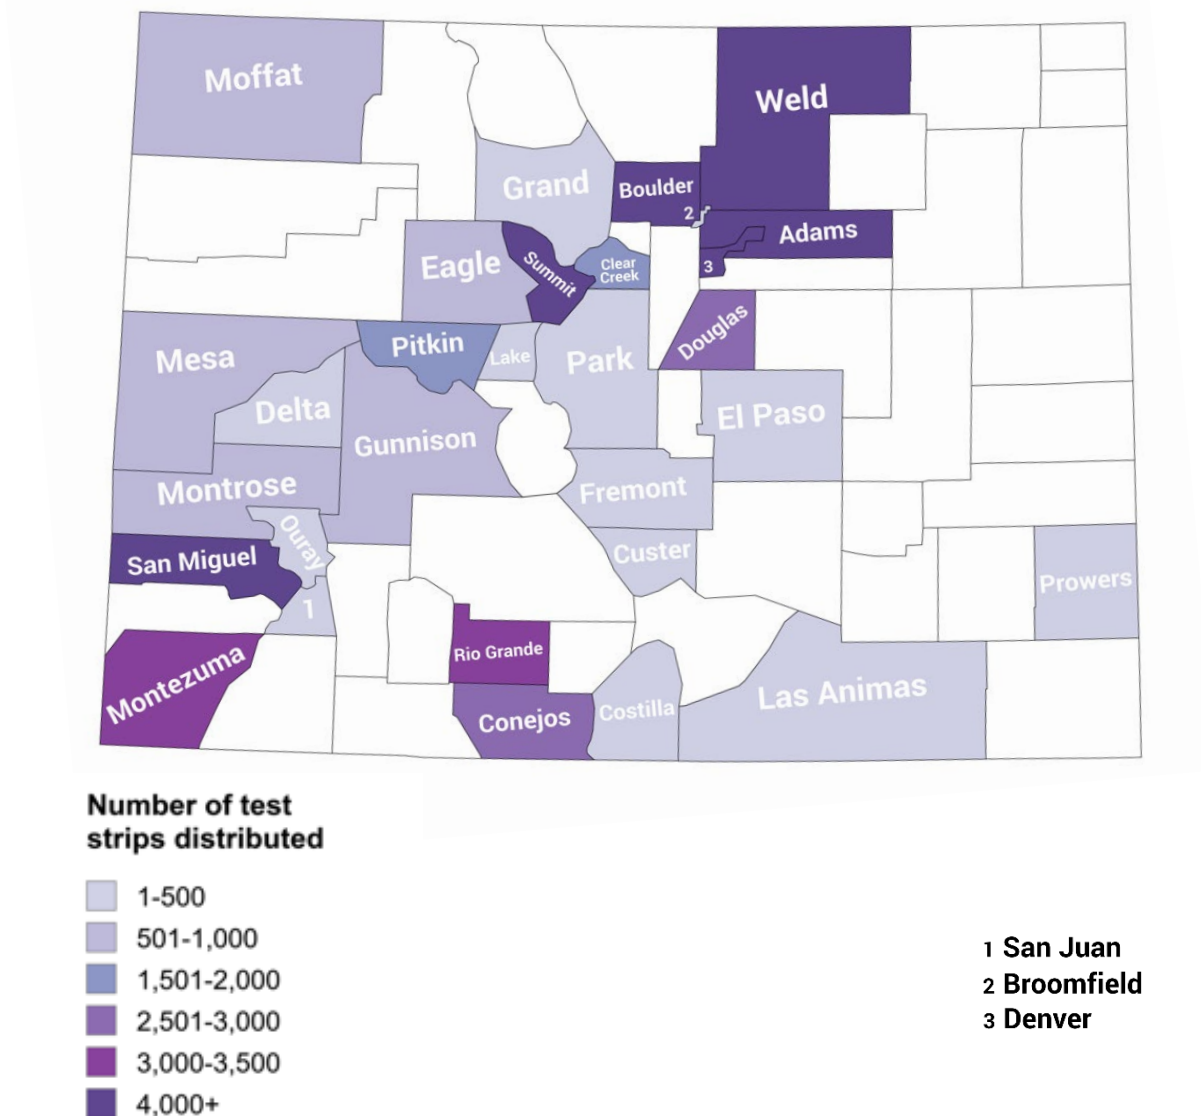 Moffat
Weld
Grand
Boulder
2
Adams
Eagle
Summit
Clear
Creek
3
Mesa
Pitkin
Lake
Park
Douglas
Delta
Gunnison
El Paso
Montrose
Fremont
Ouray
San Miguel
Custer
Prowers
1
Montezuma
Rio Grande
Conejos
Costilla
Las Animas
Number of test
strips distributed
1-500
501-1,000
1,501-2,000
2,501-3,000
3,000-3,500
4,000+
1 San Juan
2 Broomfield
3 Denver